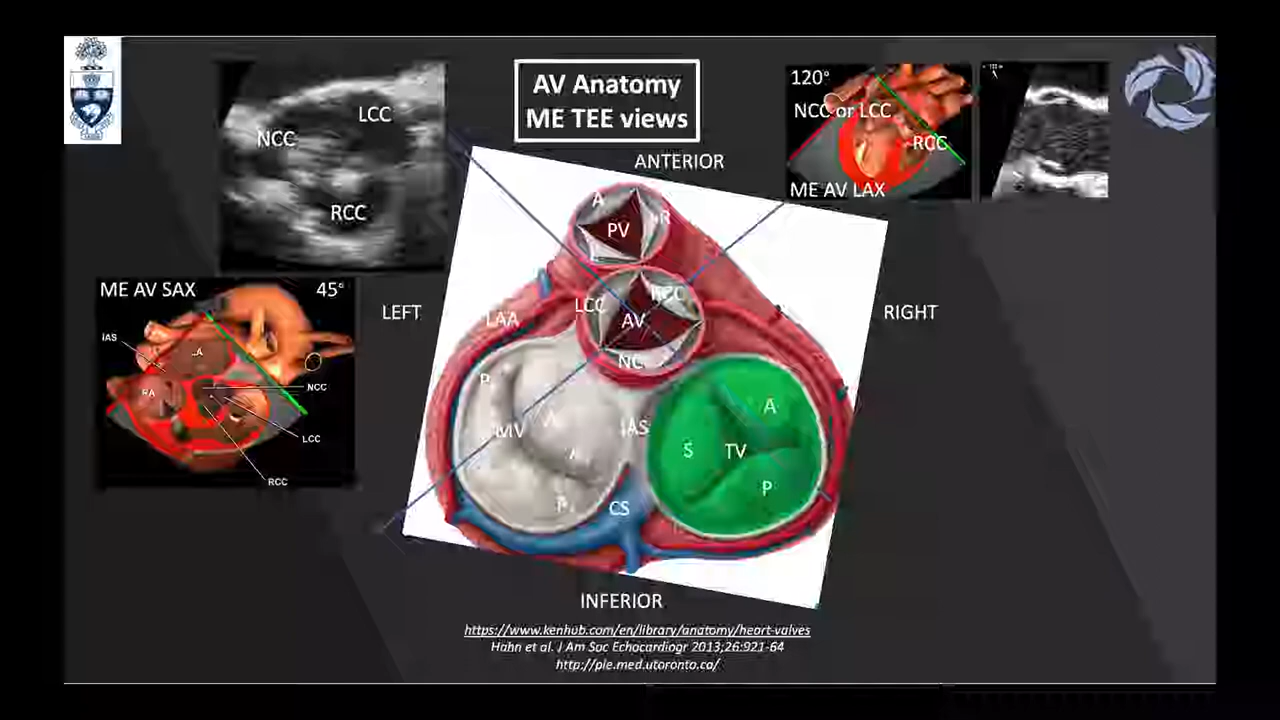 AV Anatomy
ME TEE views
NCC
LCC
RCC
120°
NCC or LCC
RCC
ME AV LAX
ANTERIOR
ME AV SAX
45°
IAS
LA
RA
NCC
LCC
RCC
LEFT
RIGHT
A
R
PV
LCC
RCC
AV
NC
LAA
P
MV
A
A
P
IAS
CS
A
S
TV
P
INFERIOR
https://www.kenhub.com/en/library/anatomy/heart-valves
Hahn et al. J Am Soc Echocardiogr 2013;26:921-64
http://pie.med.utoronto.ca/